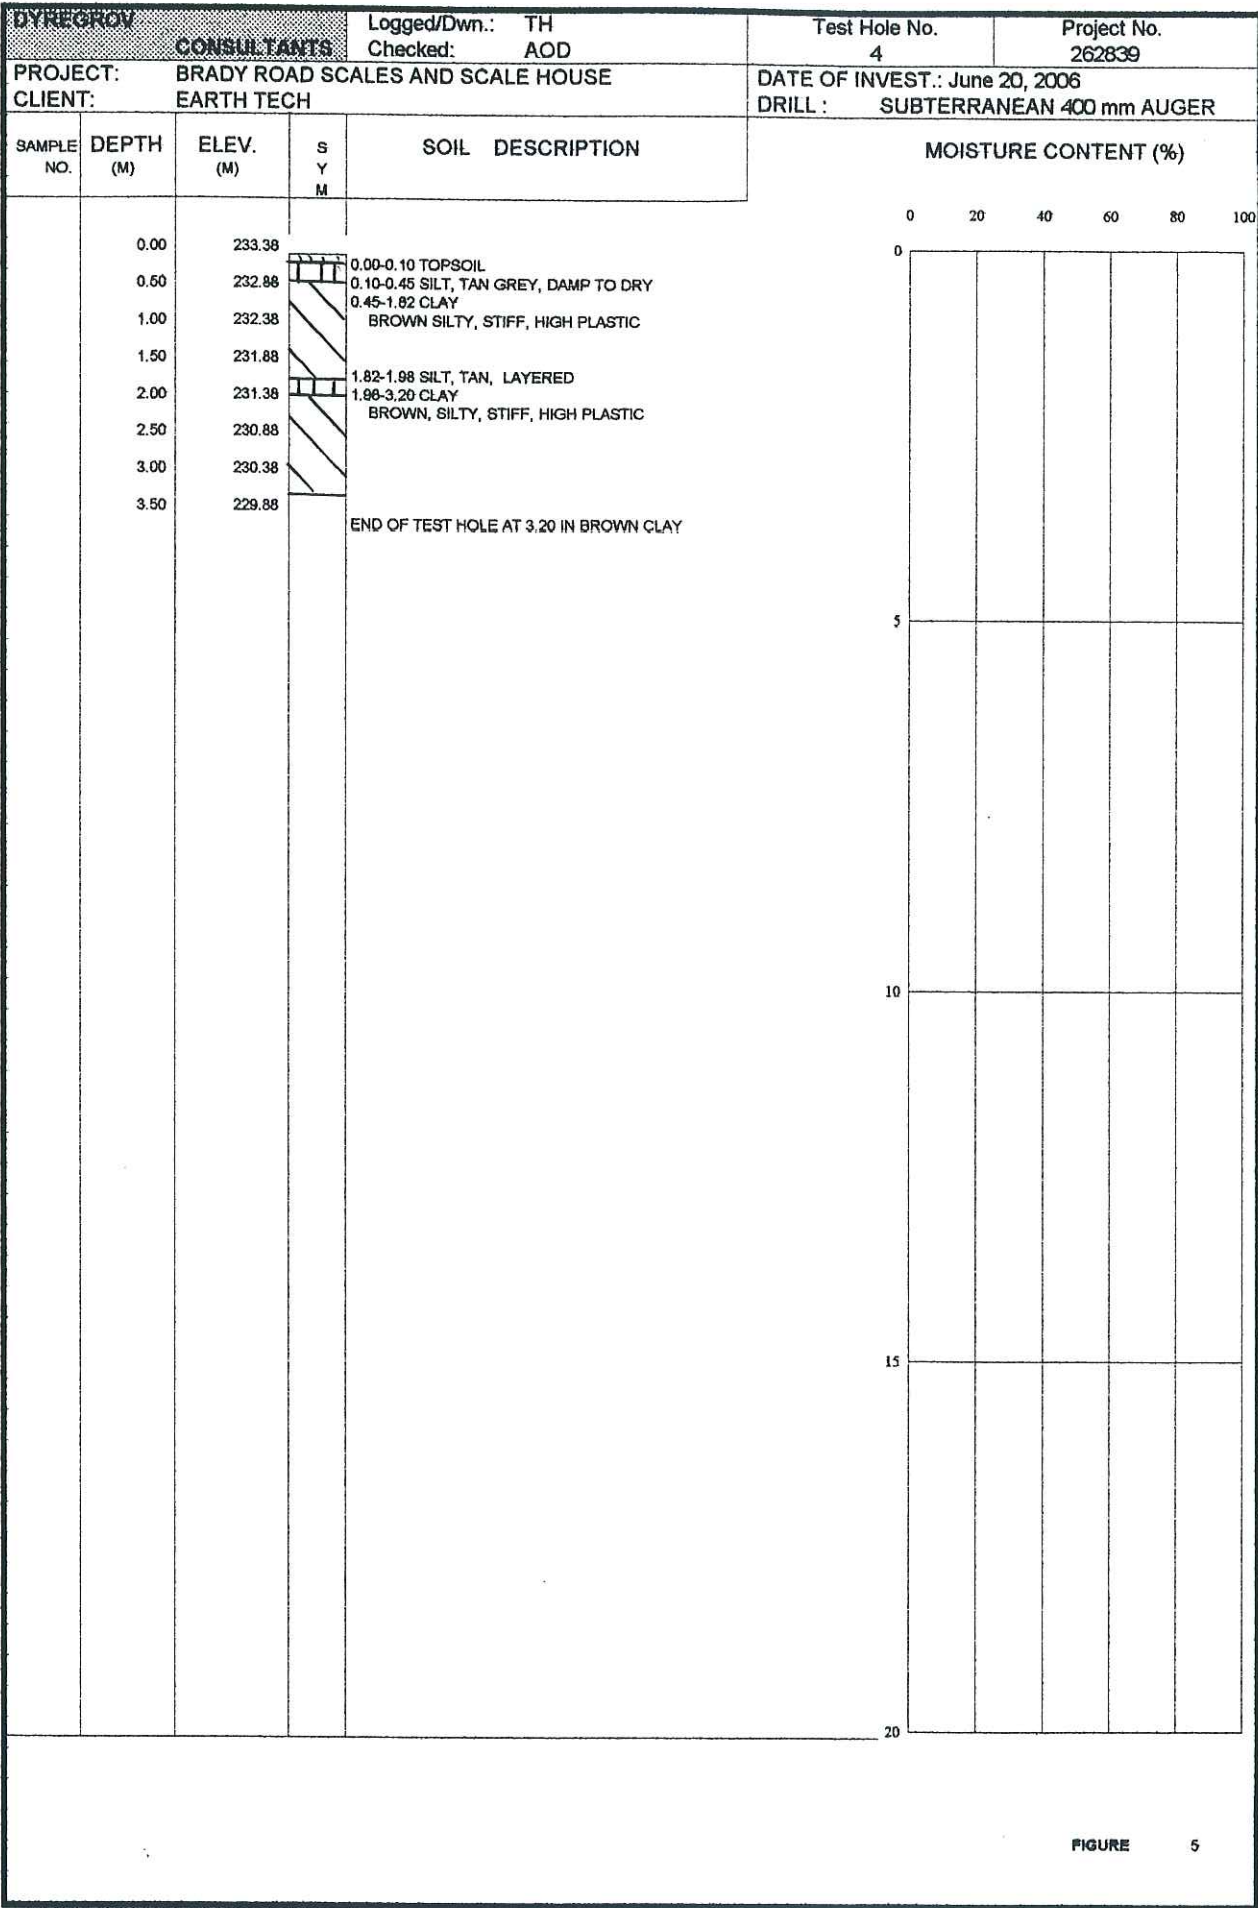 DYREGROV
CONSULTANTS
Logged/Dwn.: TH
Checked: AOD
Test Hole No.
4
Project No.
262839
PROJECT: BRADY ROAD SCALES AND SCALE HOUSE
CLIENT: EARTH TECH
DATE OF INVEST.: June 20, 2006
DRILL : SUBTERRANEAN 400 mm AUGER
SAMPLE NO.
DEPTH (M)
ELEV. (M)
S
Y
M
SOIL DESCRIPTION
MOISTURE CONTENT (%)
0 20 40 60 80 100
0.00 233.38
0.00-0.10 TOPSOIL
0.50 232.88 0.10-0.45 SILT, TAN GREY, DAMP TO DRY
0.45-1.82 CLAY
1.00 232.38 BROWN SILTY, STIFF, HIGH PLASTIC
1.50 231.88
1.82-1.98 SILT, TAN, LAYERED
2.00 231.38 1.98-3.20 CLAY
BROWN, SILTY, STIFF, HIGH PLASTIC
2.50 230.88
3.00 230.38
3.50 229.88
END OF TEST HOLE AT 3.20 IN BROWN CLAY
0
5
10
15
20
FIGURE 5